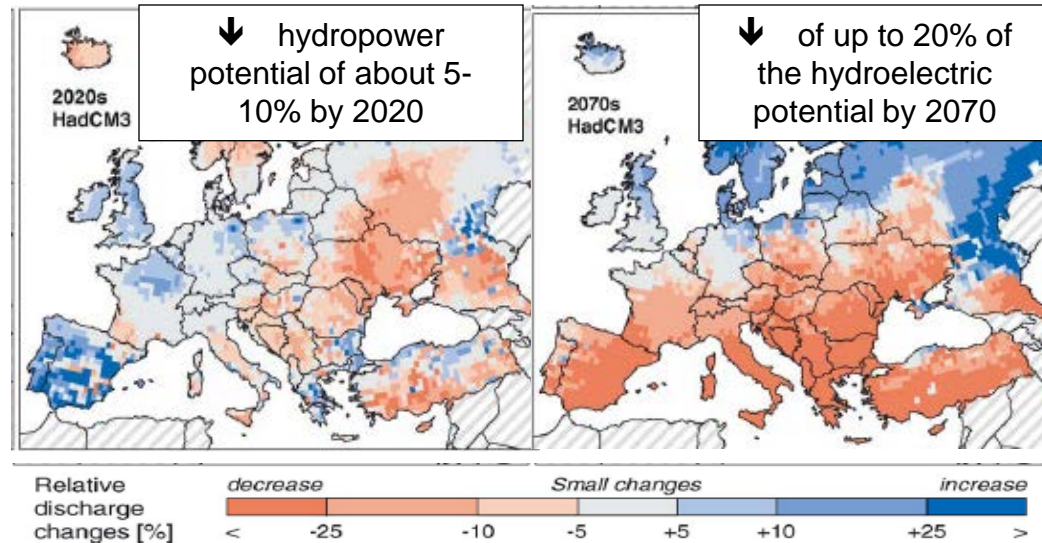 🡻 hydropower
potential of about 5-
10% by 2020
2020s
HadCM3
🡻 of up to 20% of
the hydroelectric
potential by 2070
2070s
HadCM3
Relative decrease Small changes increase
discharge
changes [%] < -25 -10 -5 +5 +10 +25 >